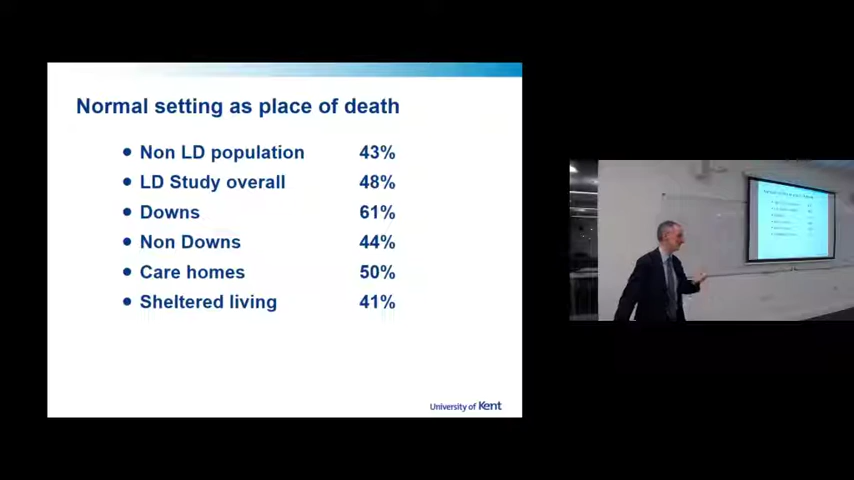 Normal setting as place of death
• Non LD population 43%
• LD Study overall 48%
• Downs 61%
• Non Downs 44%
• Care homes 50%
• Sheltered living 41%
University of Kent